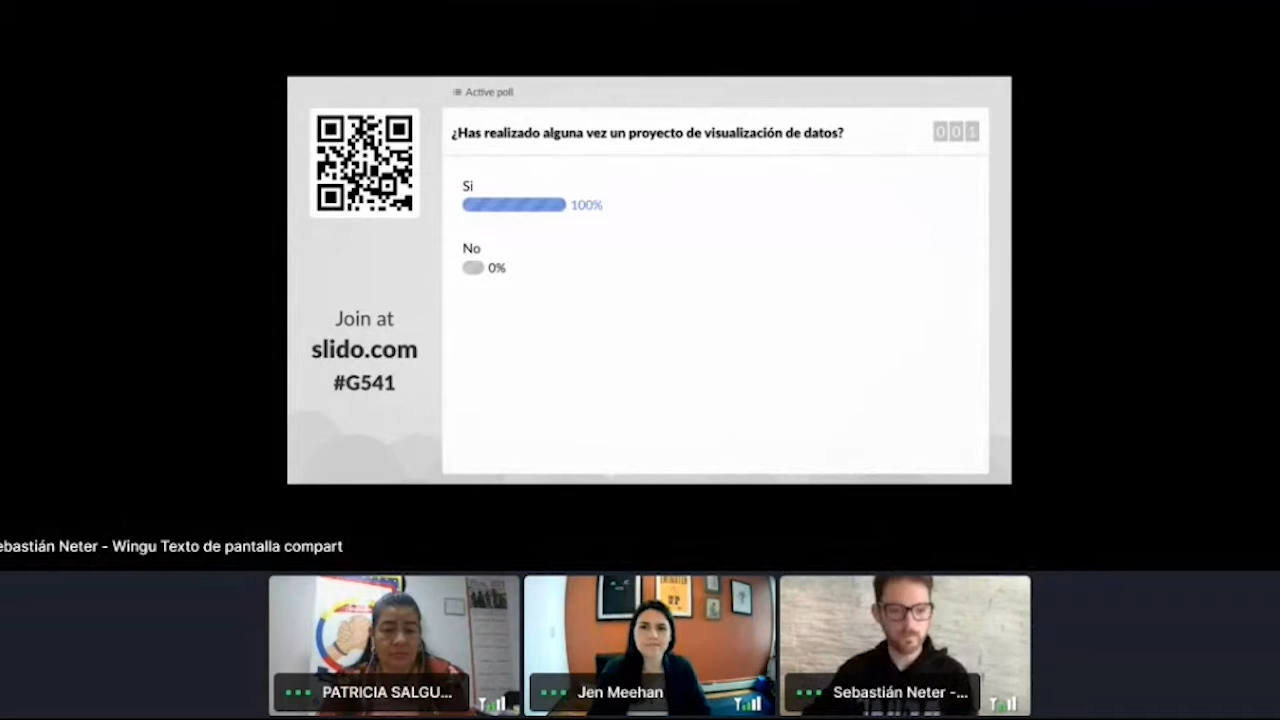 Active poll
¿Has realizado alguna vez un proyecto de visualización de datos?
001
Si
100%
No
0%
Join at
slido.com
#G541
ebastián Neter - Wingu Texto de pantalla compart
UP
PATRICIA SALGU...
Jen Meehan
Sebastián Neter -...